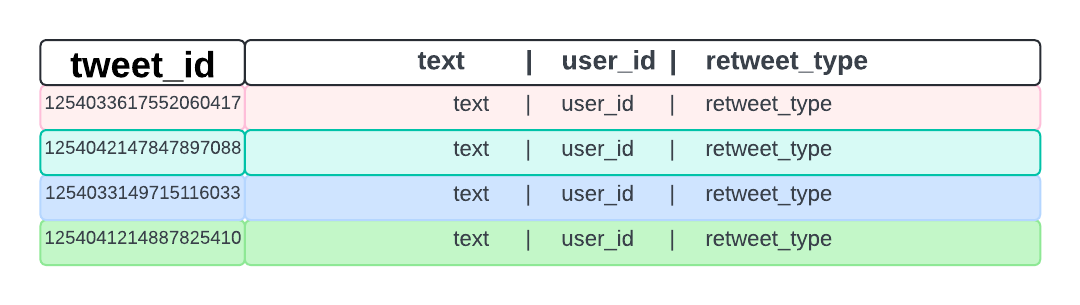 tweet_id text | user_id | retweet_type
1254033617552060417 text | user_id | retweet_type
1254042147847897088 text | user_id | retweet_type
1254033149715116033 text | user_id | retweet_type
1254041214887825410 text | user_id | retweet_type